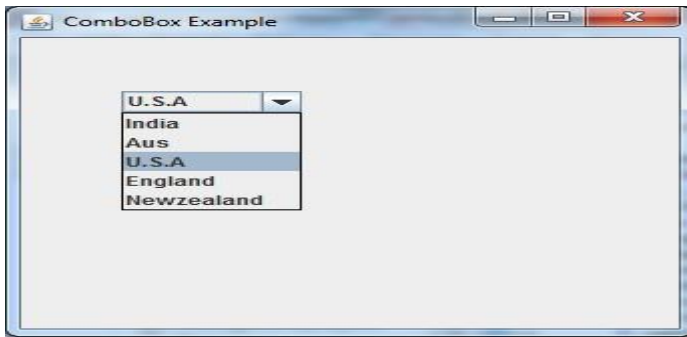 ComboBox Example
U.S.A
India
Aus
U.S.A
England
Newzealand